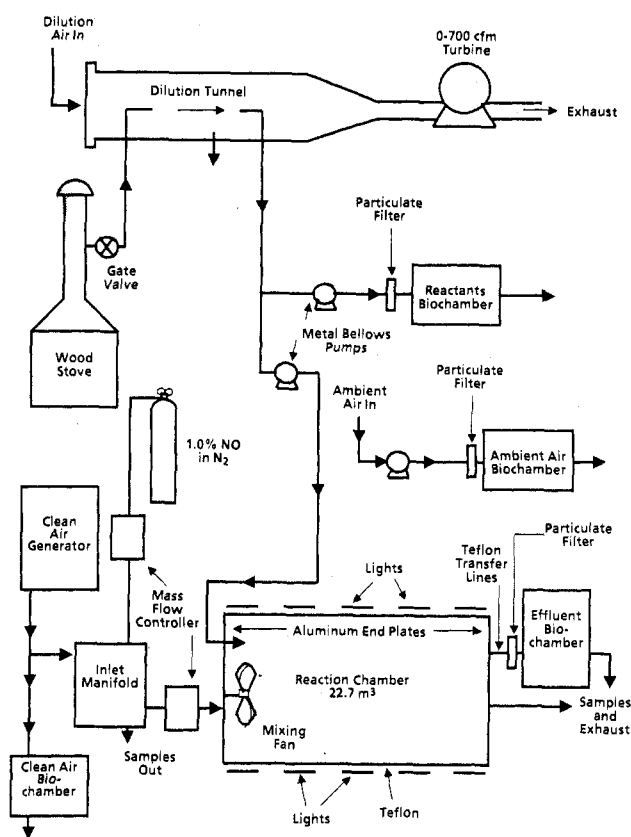 Dilution
Air In
0-700 cfm
Turbine
Dilution Tunnel
Exhaust
Gate
Valve
Particulate
Filter
Reactants
Biochamber
Metal Bellows
Pumps
Wood
Stove
Ambient
Air In
Particulate
Filter
Ambient Air
Biochamber
1.0% NO
in N2
Clean
Air
Generator
Mass
Flow
Controller
Inlet
Manifold
Samples
Out
Clean Air
Bio-
chamber
Lights
Aluminum End Plates
Reaction Chamber
22.7 m3
Mixing
Fan
Lights
Teflon
Teflon
Transfer
Lines
Particulate
Filter
Effluent
Bio-
chamber
Samples
and
Exhaust